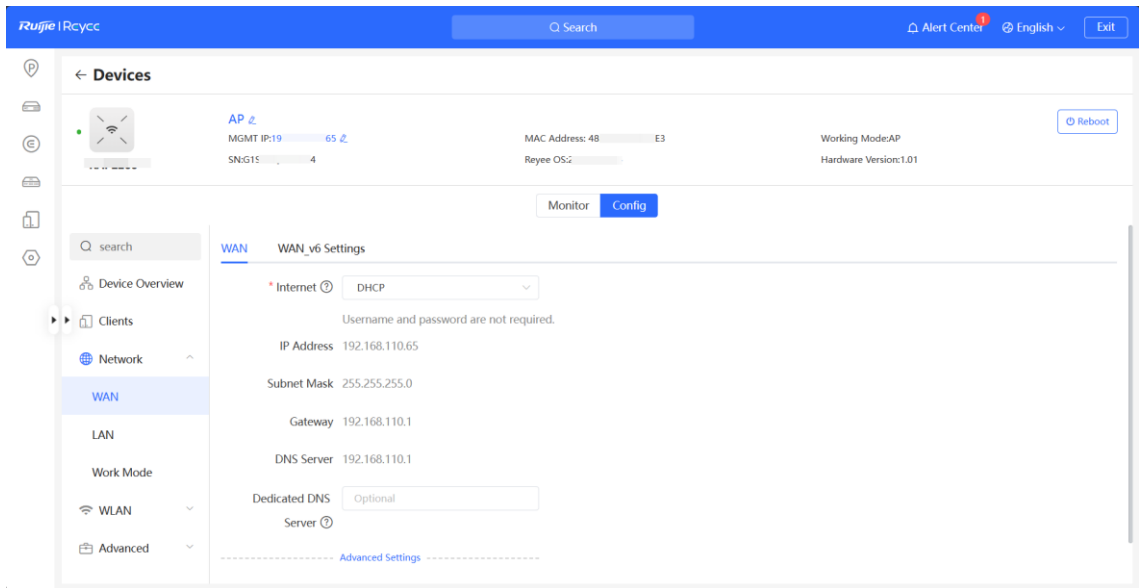 Ruijie | Rcycc
Search
Alert Center
1
English
Exit
Devices
AP
Reboot
MGMT IP:19 65
MAC Address: 48 E3
Working Mode:AP
SN:G1S 4
Reyee OS:2
Hardware Version:1.01
Monitor
Config
search
WAN
WAN_v6 Settings
Device Overview
* Internet
DHCP
Username and password are not required.
Clients
IP Address 192.168.110.65
Network
Subnet Mask 255.255.255.0
WAN
Gateway 192.168.110.1
LAN
DNS Server 192.168.110.1
Work Mode
Dedicated DNS
Server
Optional
WLAN
Advanced
Advanced Settings